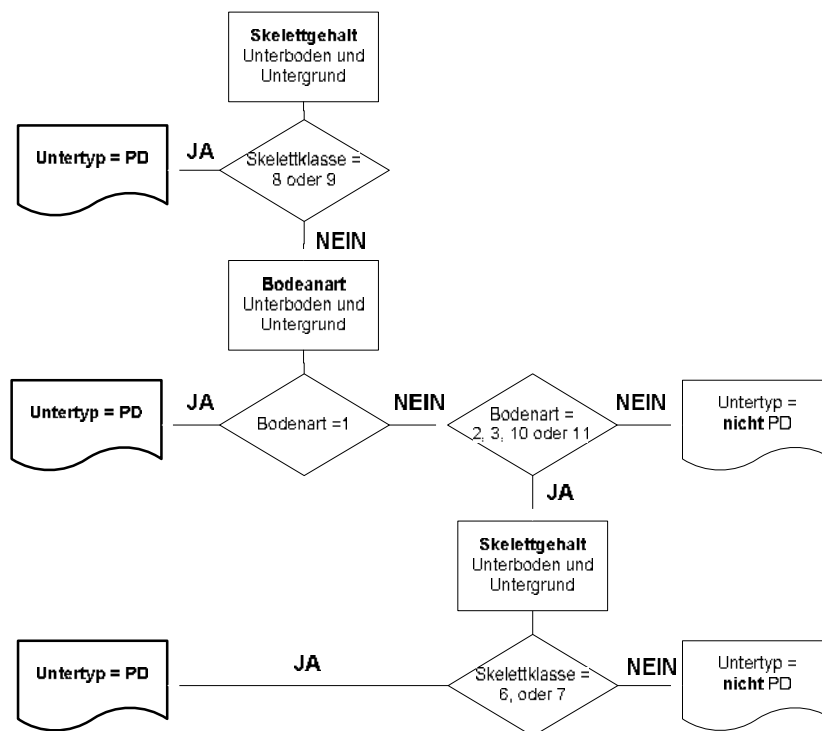 Skelettgehalt
Unterboden und
Untergrund
Untertyp = PD
JA
Skelettklasse =
8 oder 9
NEIN
Bodeanart
Unterboden und
Untergrund
Untertyp = PD
JA
Bodenart =1
NEIN
Bodenart =
2, 3, 10 oder 11
NEIN
Untertyp =
nicht PD
JA
Skelettgehalt
Unterboden und
Untergrund
Untertyp = PD
JA
Skelettklasse =
6, oder 7
NEIN
Untertyp =
nicht PD